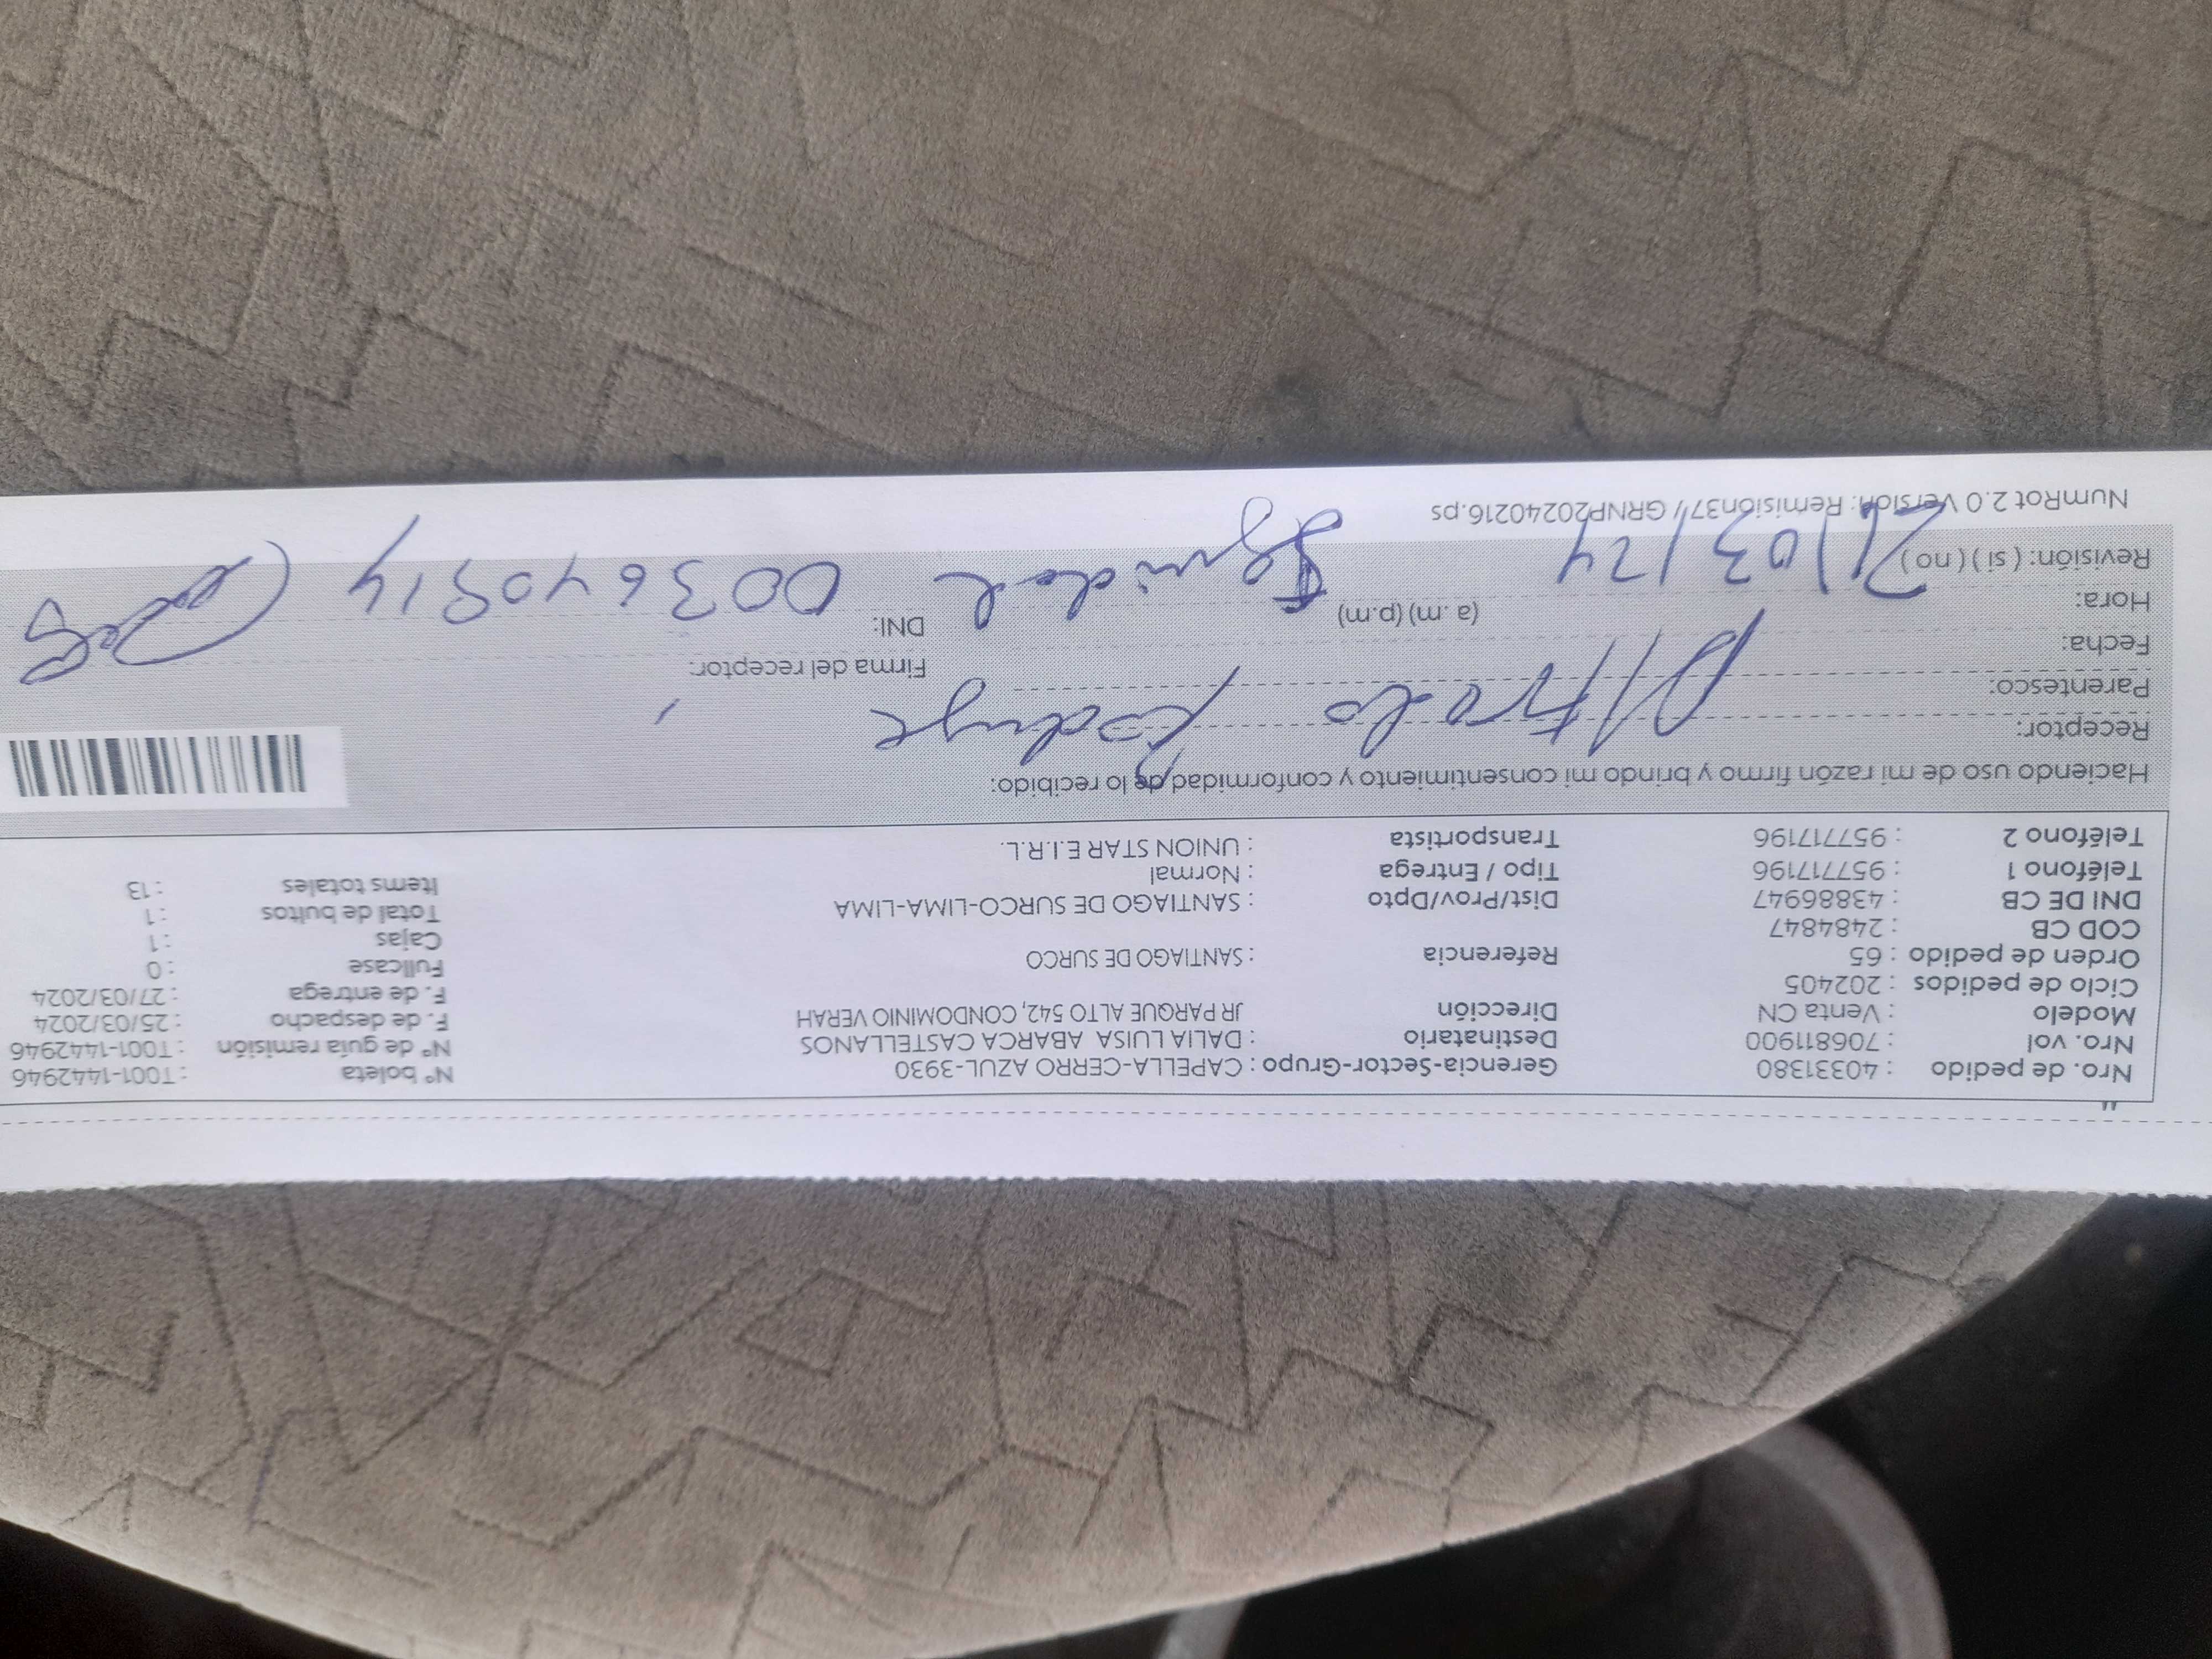 Nro. de pedido : 40331380 Gerencia-Sector-Grupo : CAPELLA-CERRO AZUL-3930 N° boleta : T001-1442946
Nro. vol : 706811900 Destinatario : DALIA LUISA ABARCA CASTELLANOS N° de guía remisión : T001-1442946
Modelo : Venta CN Dirección JR PARQUE ALTO 542, CONDOMINIO VERAH F. de despacho : 25/03/2024
Ciclo de pedidos : 202405 F. de entrega : 27/03/2024
Orden de pedido : 65 Referencia : SANTIAGO DE SURCO Fullcase : 0
COD CB : 2484847 Cajas : 1
DNI DE CB : 43886947 Dist/Prov/Dpto : SANTIAGO DE SURCO-LIMA-LIMA Total de bultos : 1
Teléfono 1 : 957717196 Tipo / Entrega : Normal Items totales : 13
Teléfono 2 : 957717196 Transportista : UNION STAR E.I.R.L.
Haciendo uso de mi razón firmo y brindo mi consentimiento y conformidad de lo recibido:
Receptor:
Parentesco: Firma del receptor:
Fecha:
Hora: (a.m) (p.m) DNI: 003640914
Revisión: ( si ) ( no ) 21/03/24
NumRot 2.0 Versión: Remisión37 / GRNP20240216.ps